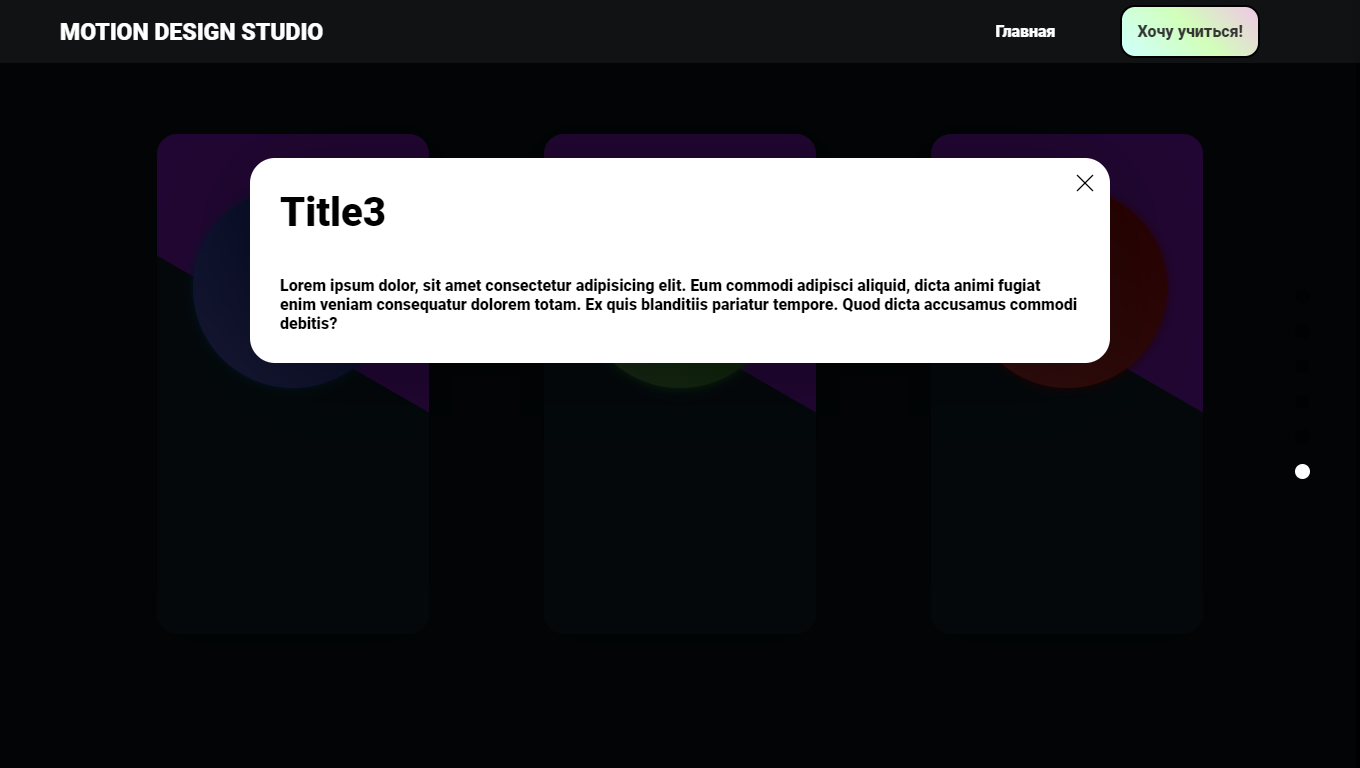 MOTION DESIGN STUDIO
Главная
Хочу учиться!
Title3
Lorem ipsum dolor, sit amet consectetur adipisicing elit. Eum commodi adipisci aliquid, dicta animi fugiat
enim veniam consequatur dolorem totam. Ex quis blanditiis pariatur tempore. Quod dicta accusamus commodi
debitis?